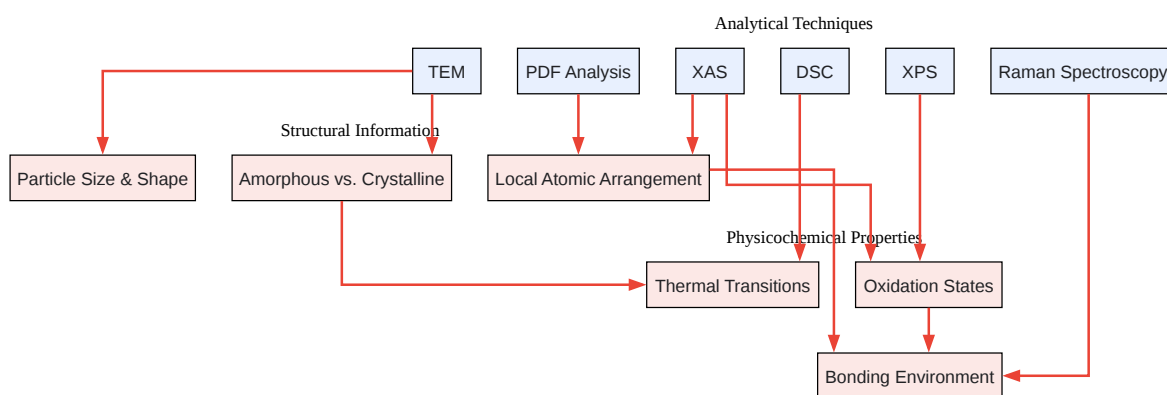 Analytical Techniques
TEM
PDF Analysis
XAS
DSC
XPS
Raman Spectroscopy
Structural Information
Particle Size & Shape
Amorphous vs. Crystalline
Local Atomic Arrangement
Physicochemical Properties
Thermal Transitions
Oxidation States
Bonding Environment